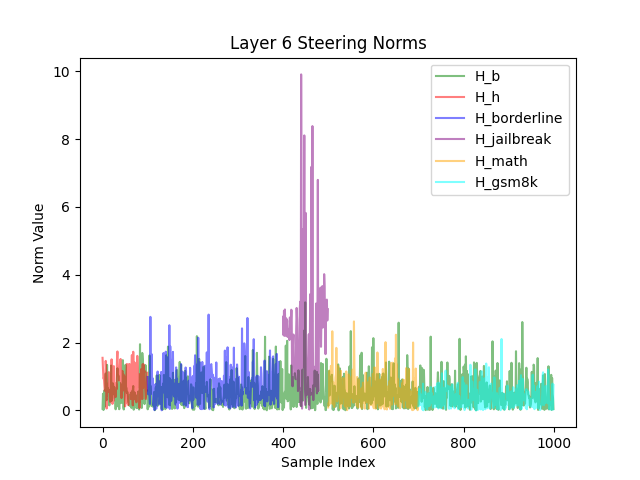 Layer 6 Steering Norms
Norm Value
10
8
6
4
2
0
0
200
400
600
800
1000
Sample Index
H_b
H_h
H_borderline
H_jailbreak
H_math
H_gsm8k